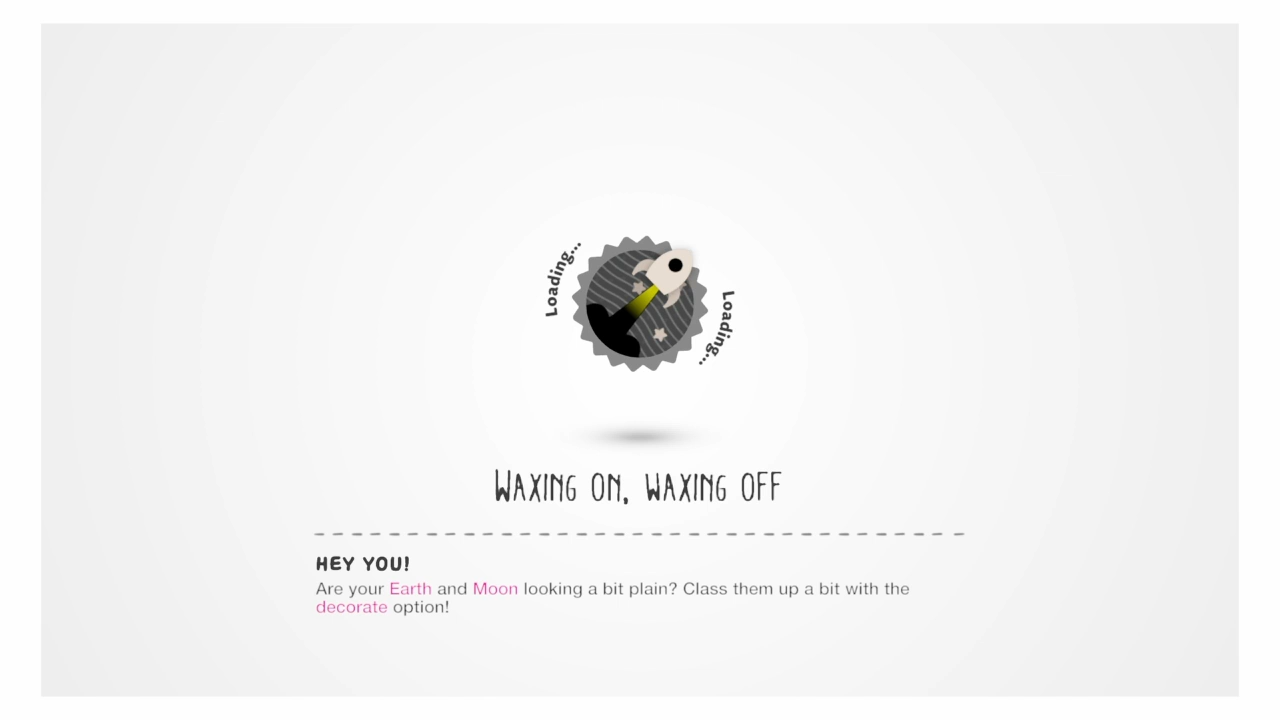 Loading...
Loading...
WAXING ON, WAXING OFF
HEY YOU!
Are your Earth and Moon looking a bit plain? Class them up a bit with the
decorate option!